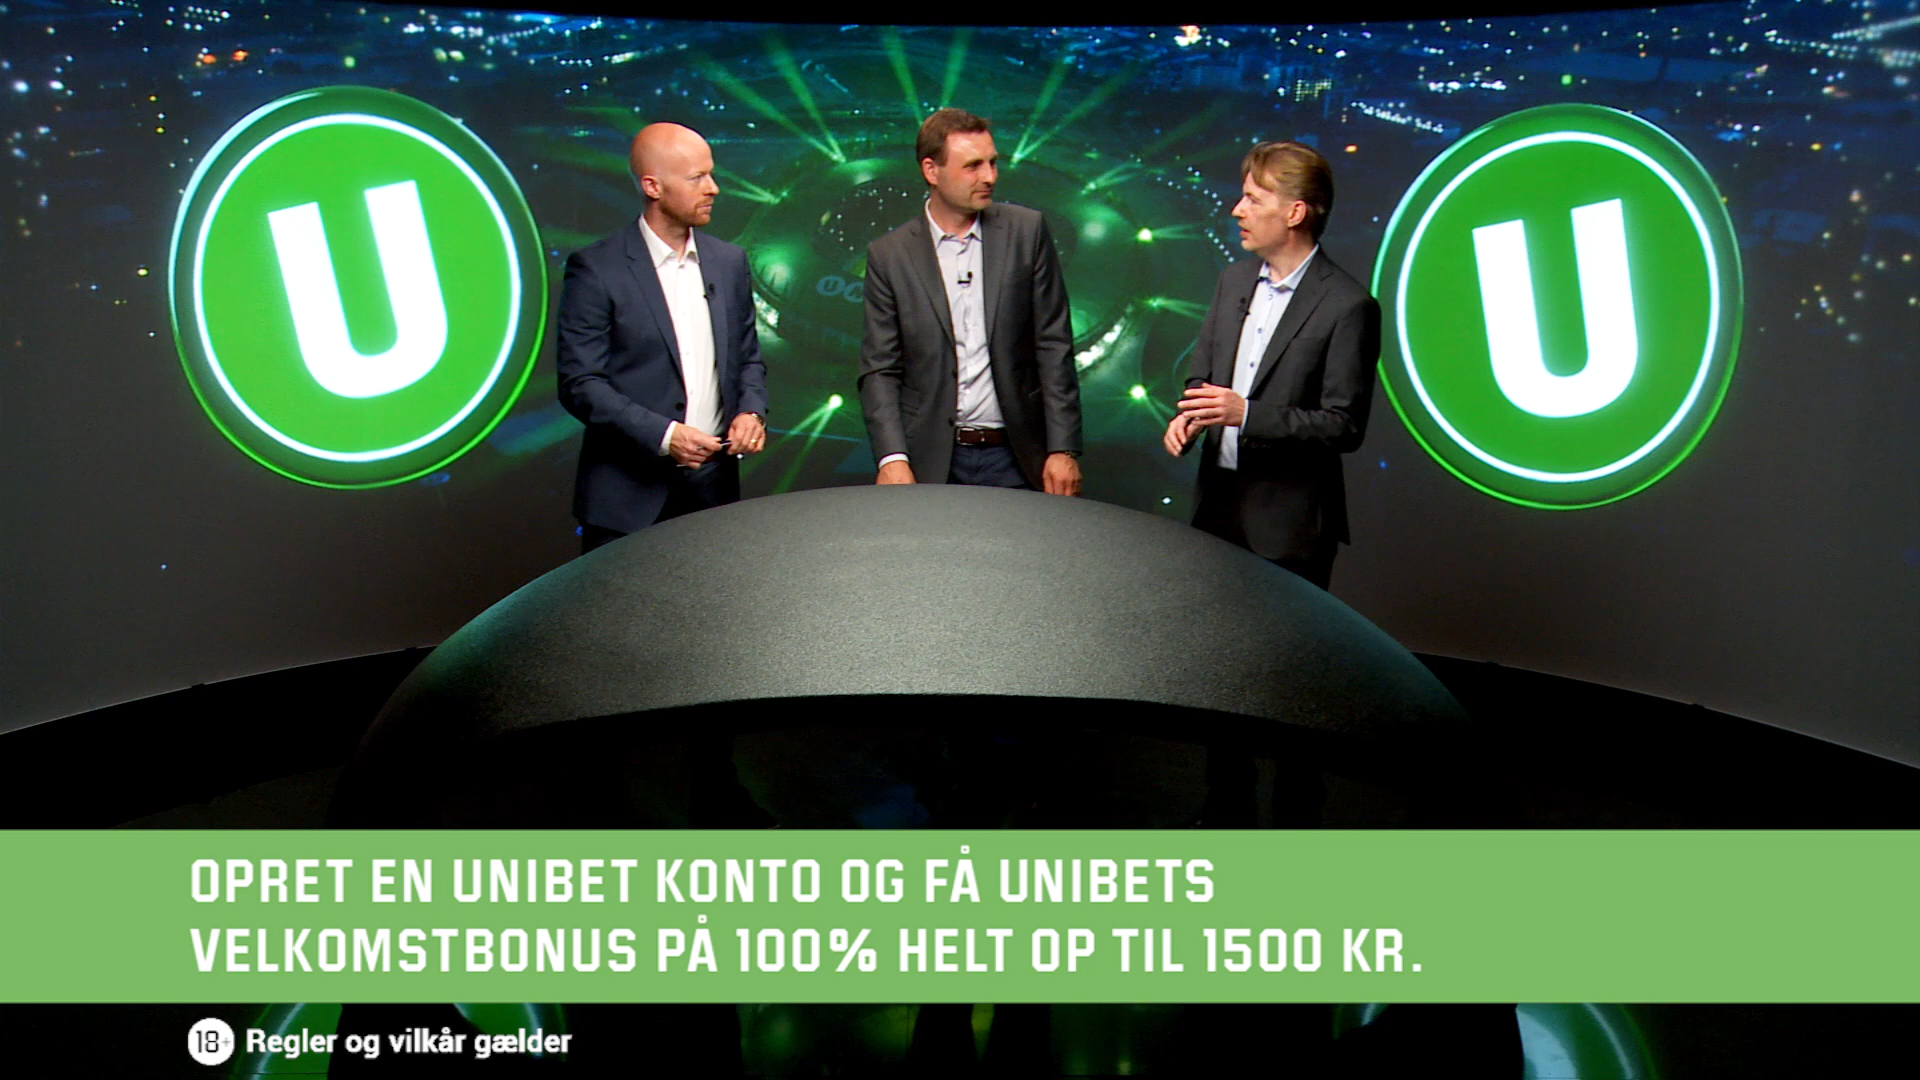 U
U
OPRET EN UNIBET KONTO OG FÅ UNIBETS
VELKOMSTBONUS PÅ 100% HELT OP TIL 1500 KR.
18+ Regler og vilkår gælder